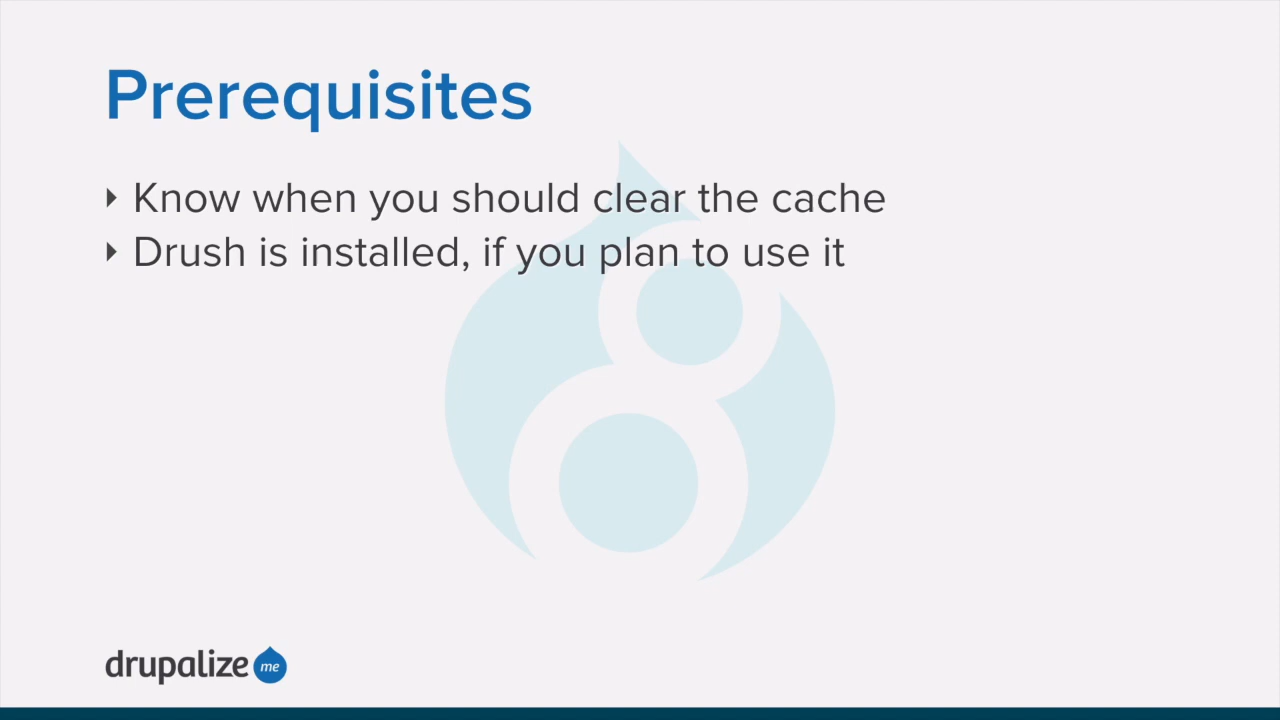 Prerequisites
‣ Know when you should clear the cache
‣ Drush is installed, if you plan to use it
drupalize me